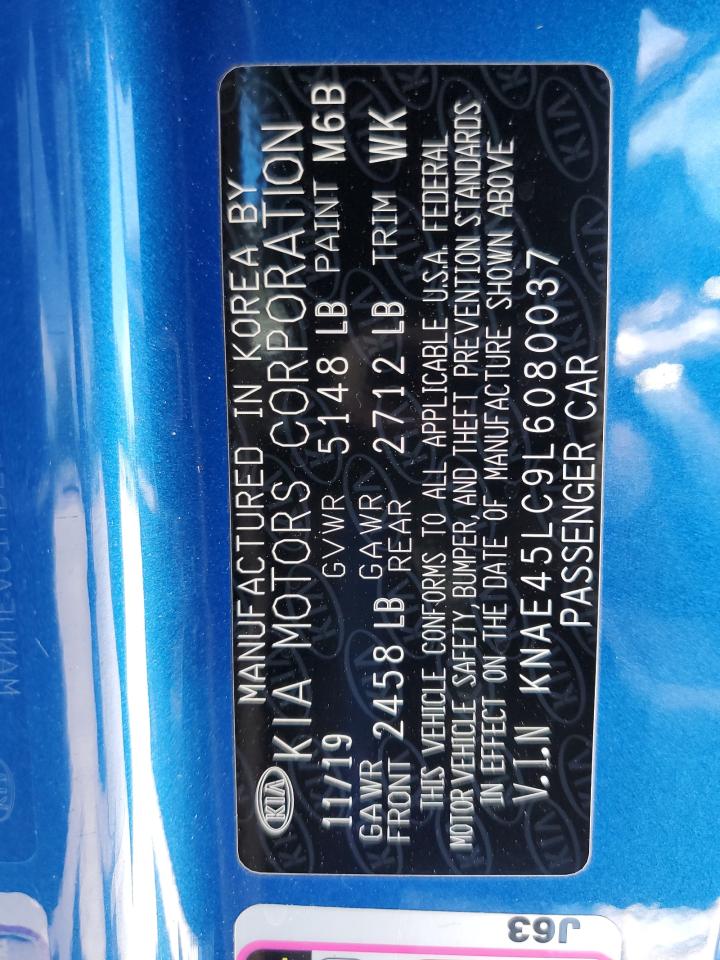 KIA MANUFACTURED IN KOREA BY
KIA MOTORS CORPORATION
11/19 GVWR 5148 LB PAINT M6B
GAWR FRONT 2458 LB GAWR REAR 2712 LB TRIM WK
THIS VEHICLE CONFORMS TO ALL APPLICABLE U.S.A. FEDERAL
MOTOR VEHICLE SAFETY, BUMPER, AND THEFT PREVENTION STANDARDS
IN EFFECT ON THE DATE OF MANUFACTURE SHOWN ABOVE
V.I.N KNAE45LC9L6080037
PASSENGER CAR
J63